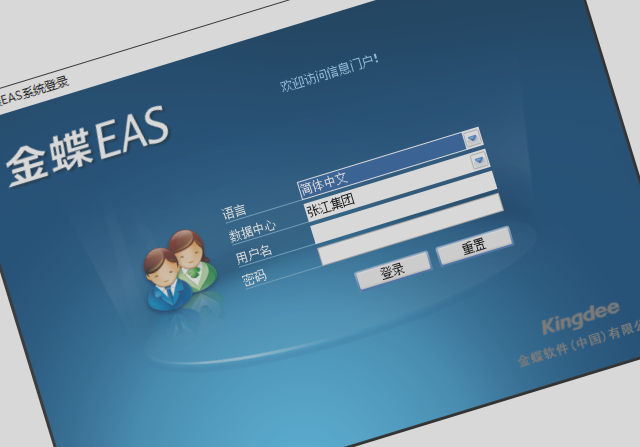 EAS系统登录
金蝶EAS
欢迎访问信息门户!
语言 简体中文
数据中心 张江集团
用户名
密码
登录 重置
Kingdee
金蝶软件(中国)有限公